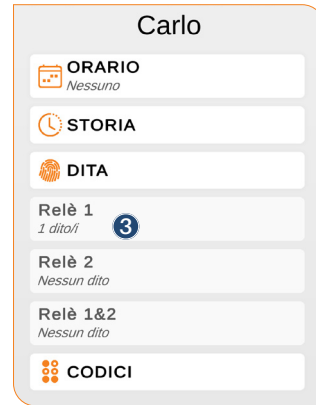 Carlo
ORARIO
Nessuno
STORIA
DITA
Relè 1
1 dito/i
3
Relè 2
Nessun dito
Relè 1&2
Nessun dito
CODICI